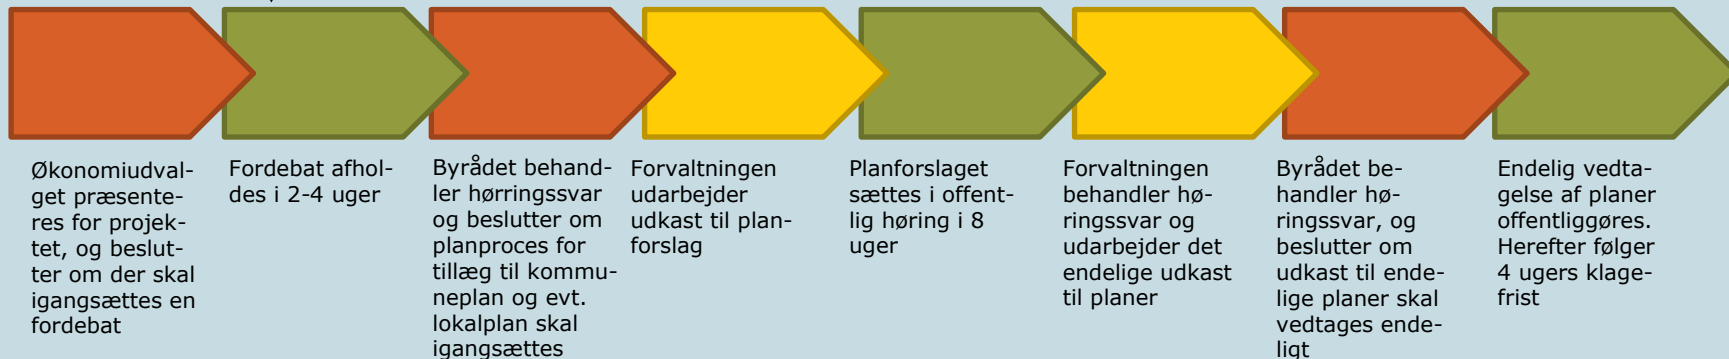 Økonomiudval-
get præsente-
res for projek-
tet, og beslut-
ter om der skal
igangsættes en
fordebat
Fordebat afhol-
des i 2-4 uger
Byrådet behand-
ler hørringssvar
og beslutter om
planproces for
tillæg til kommu-
neplan og evt.
lokalplan skal
igangsættes
Forvaltningen
udarbejder
udkast til plan-
forslag
Planforslaget
sættes i offent-
lig høring i 8
uger
Forvaltningen
behandler hø-
ringssvar og
udarbejder det
endelige udkast
til planer
Byrådet be-
handler hø-
ringssvar, og
beslutter om
udkast til ende-
lige planer skal
vedtages ende-
ligt
Endelig vedta-
gelse af planer
offentliggøres.
Herefter følger
4 ugers klage-
frist